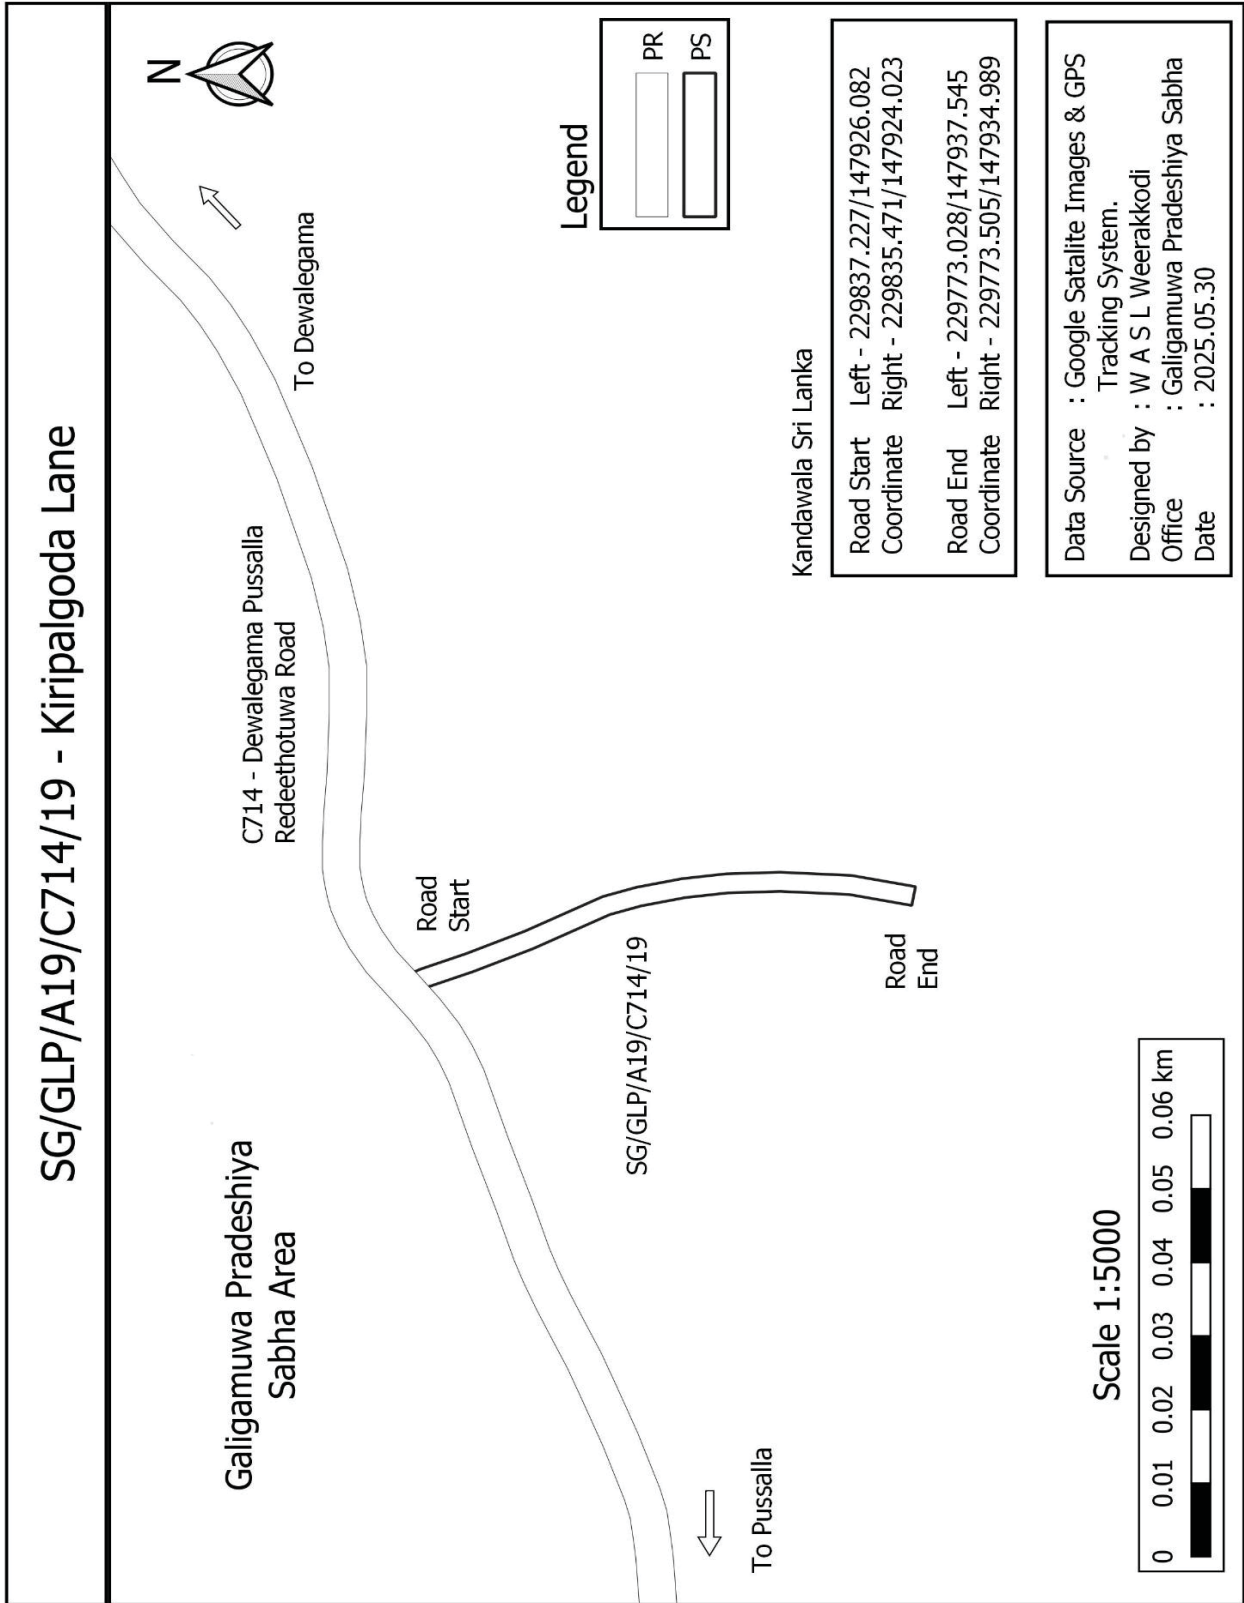 SG/GLP/A19/C714/19 - Kiripalgoda Lane
N
To Dewalegama
C714 - Dewalegama Pussalla
Redeethotuwa Road
Galigamuwa Pradeshiya
Sabha Area
Road
Start
SG/GLP/A19/C714/19
Road
End
To Pussalla
Legend
PR
PS
Kandawala Sri Lanka
Road Start Left - 229837.227/147926.082
Coordinate Right - 229835.471/147924.023
Road End Left - 229773.028/147937.545
Coordinate Right - 229773.505/147934.989
Data Source : Google Satalite Images & GPS
Tracking System.
Designed by : W A S L Weerakkodi
Office : Galigamuwa Pradeshiya Sabha
Date : 2025.05.30
Scale 1:5000
0 0.01 0.02 0.03 0.04 0.05 0.06 km